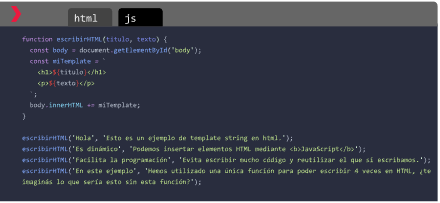 html js
function escribirHTML(titulo, texto) {
const body = document.getElementById('body');
const miTemplate = `
<h1>${titulo}</h1>
<p>${texto}</p>
`;
body.innerHTML += miTemplate;
}
escribirHTML('Hola', 'Esto es un ejemplo de template string en html.');
escribirHTML('Es dinámico', 'Podemos insertar elementos HTML mediante <b>JavaScript</b>');
escribirHTML('Facilita la programación', 'Evita escribir mucho código y reutilizar el que si escribamos.');
escribirHTML('En este ejemplo', 'Hemos utilizado una única función para poder escribir 4 veces en HTML, ¿te
imaginás lo que sería esto sin esta función?');